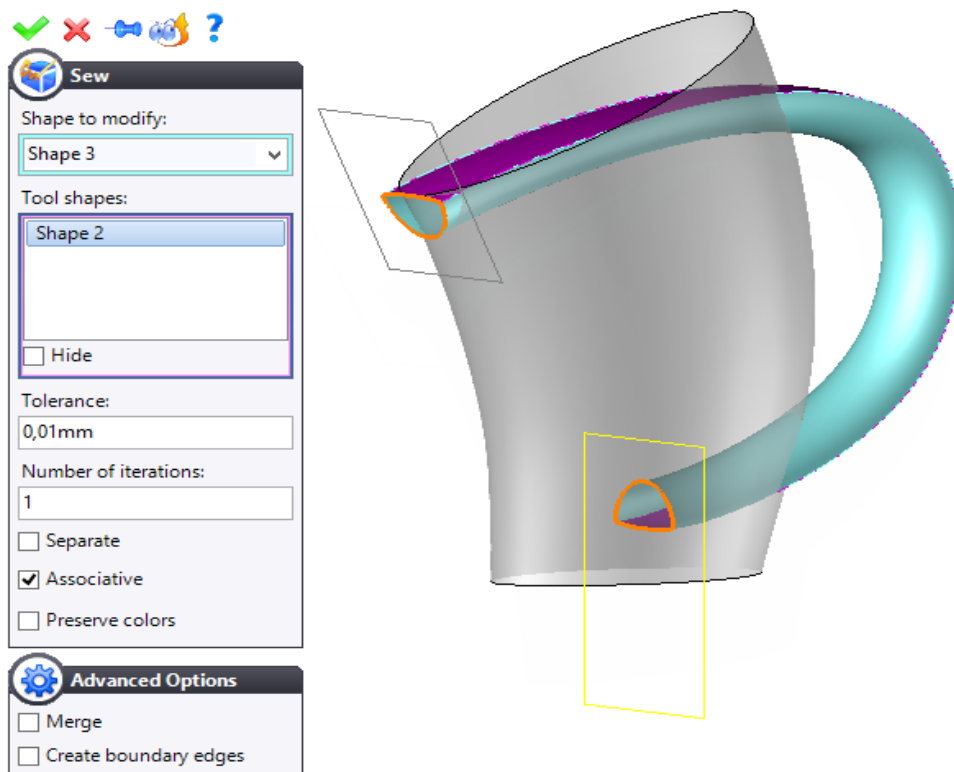 ?
Sew
Shape to modify:
Shape 3
Tool shapes:
Shape 2
Hide
Tolerance:
0,01mm
Number of iterations:
1
Separate
Associative
Preserve colors
Advanced Options
Merge
Create boundary edges